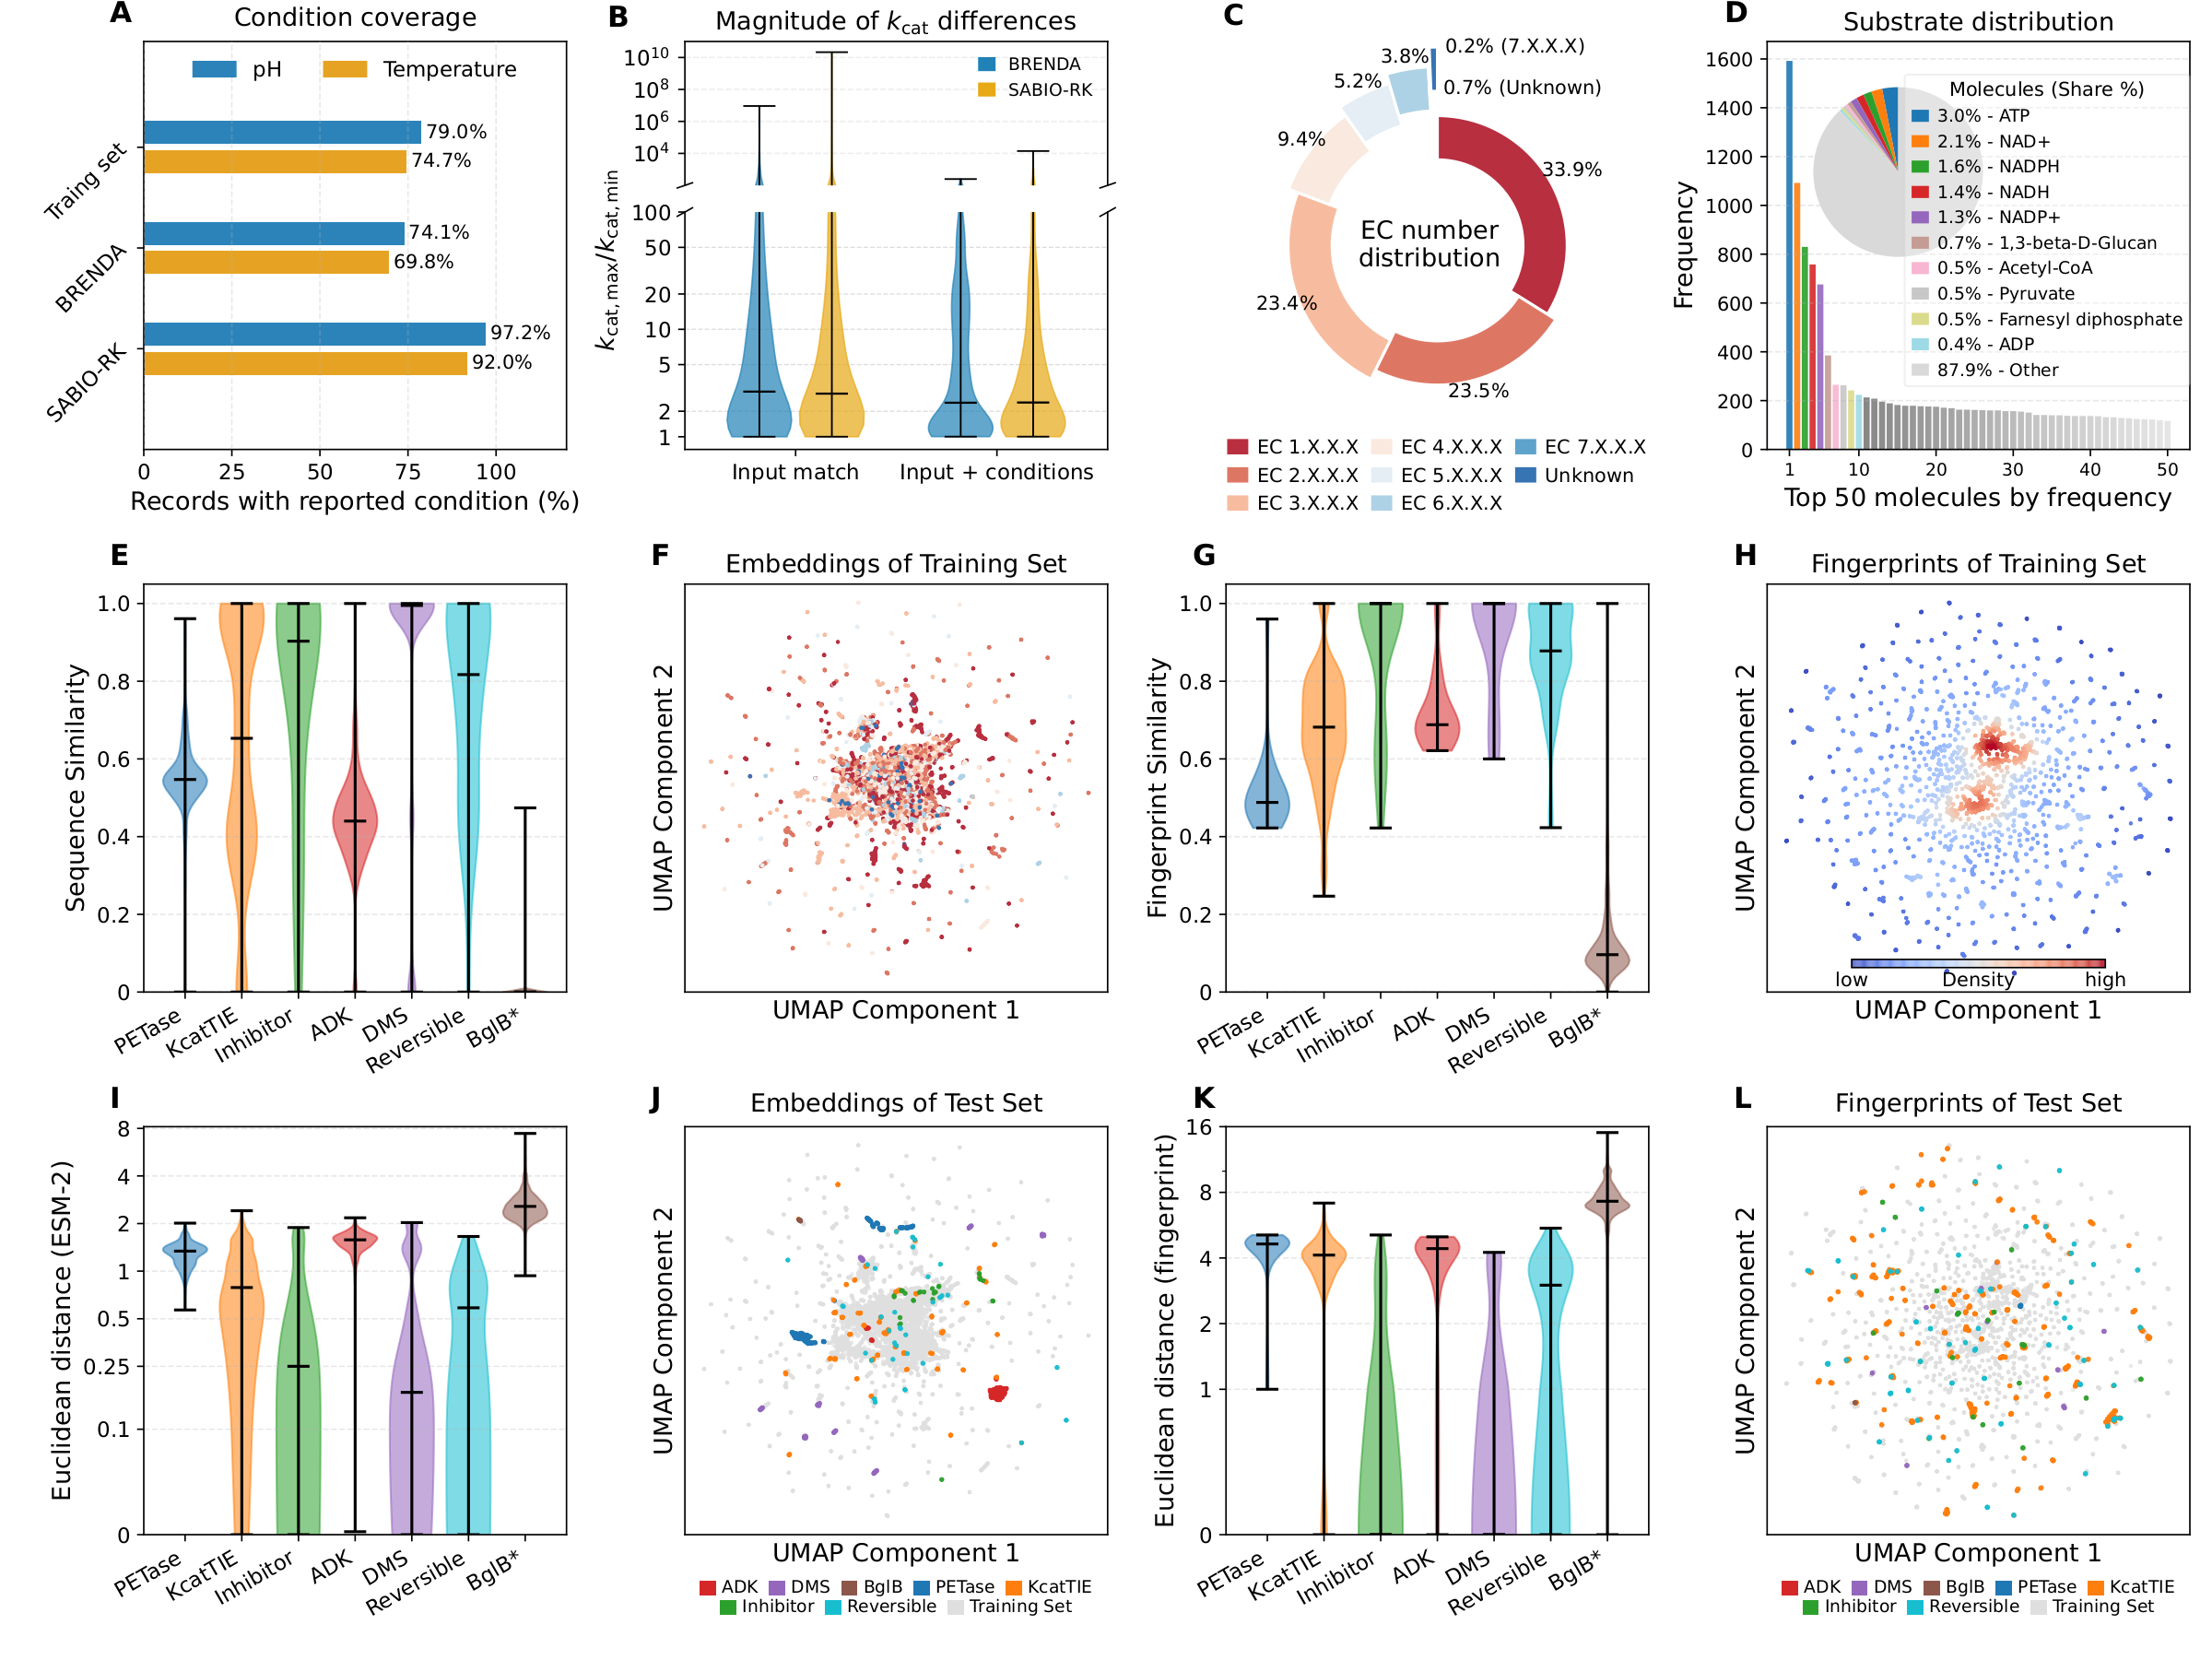 A
Condition coverage
pH
Temperature
79.0%
74.7%
74.1%
69.8%
97.2%
92.0%
Traing set
BRENDA
SABIO-RK
0
25
50
75
100
Records with reported condition (%)
B
Magnitude of kcat differences
BRENDA
SABIO-RK
10^10
10^8
10^6
10^4
100
50
20
10
5
2
1
kcat, max/kcat, min
Input match
Input + conditions
C
0.2% (7.X.X.X)
0.7% (Unknown)
3.8%
5.2%
9.4%
33.9%
23.4%
23.5%
EC number
distribution
EC 1.X.X.X
EC 4.X.X.X
EC 7.X.X.X
EC 2.X.X.X
EC 5.X.X.X
Unknown
EC 3.X.X.X
EC 6.X.X.X
D
Substrate distribution
Molecules (Share %)
3.0% - ATP
2.1% - NAD+
1.6% - NADPH
1.4% - NADH
1.3% - NADP+
0.7% - 1,3-beta-D-Glucan
0.5% - Acetyl-CoA
0.5% - Pyruvate
0.5% - Farnesyl diphosphate
0.4% - ADP
87.9% - Other
1600
1400
1200
1000
800
600
400
200
0
Frequency
1
10
20
30
40
50
Top 50 molecules by frequency
E
1.0
0.8
0.6
0.4
0.2
0
Sequence Similarity
PETase
KcatTIE
Inhibitor
ADK
DMS
Reversible
BglB*
F
Embeddings of Training Set
UMAP Component 2
UMAP Component 1
G
1.0
0.8
0.6
0.4
0.2
0
Fingerprint Similarity
PETase
KcatTIE
Inhibitor
ADK
DMS
Reversible
BglB*
H
Fingerprints of Training Set
UMAP Component 2
low
Density
high
UMAP Component 1
I
8
4
2
1
0.5
0.25
0.1
0
Euclidean distance (ESM-2)
PETase
KcatTIE
Inhibitor
ADK
DMS
Reversible
BglB*
J
Embeddings of Test Set
UMAP Component 2
UMAP Component 1
ADK
DMS
BglB
PETase
KcatTIE
Inhibitor
Reversible
Training Set
K
16
8
4
2
1
0
Euclidean distance (fingerprint)
PETase
KcatTIE
Inhibitor
ADK
DMS
Reversible
BglB*
L
Fingerprints of Test Set
UMAP Component 2
UMAP Component 1
ADK
DMS
BglB
PETase
KcatTIE
Inhibitor
Reversible
Training Set